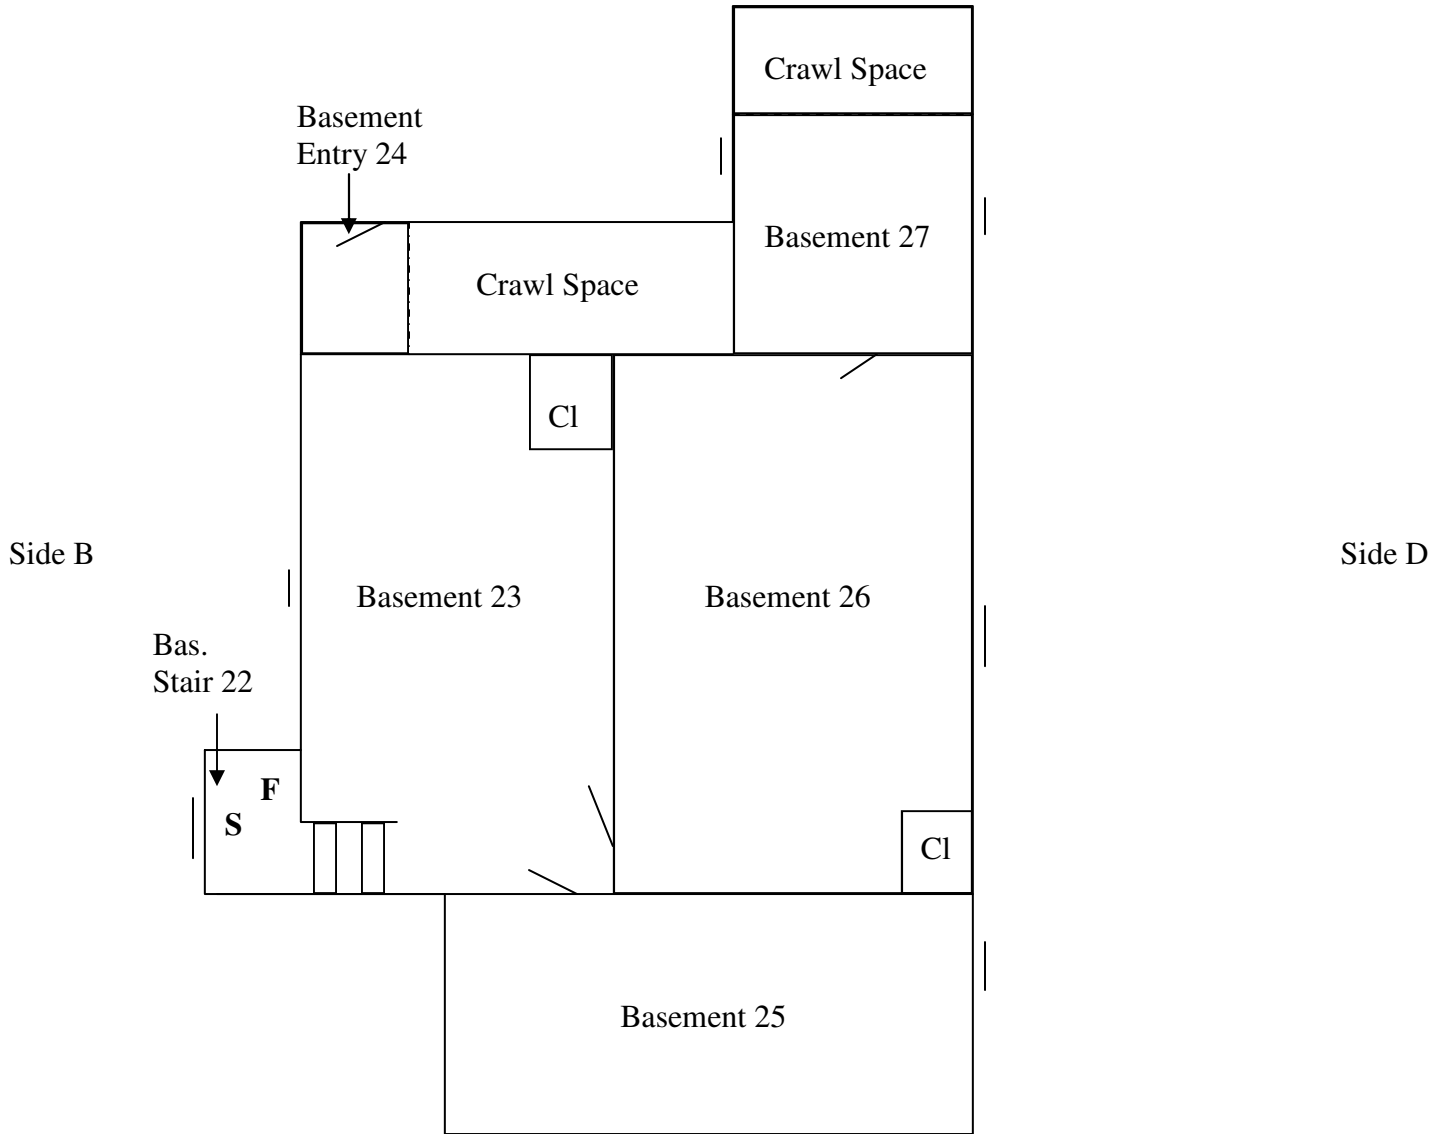 Crawl Space
Basement
Entry 24
Basement 27
Crawl Space
Cl
Side B
Side D
Basement 23
Basement 26
Bas.
Stair 22
F
S
Cl
Basement 25